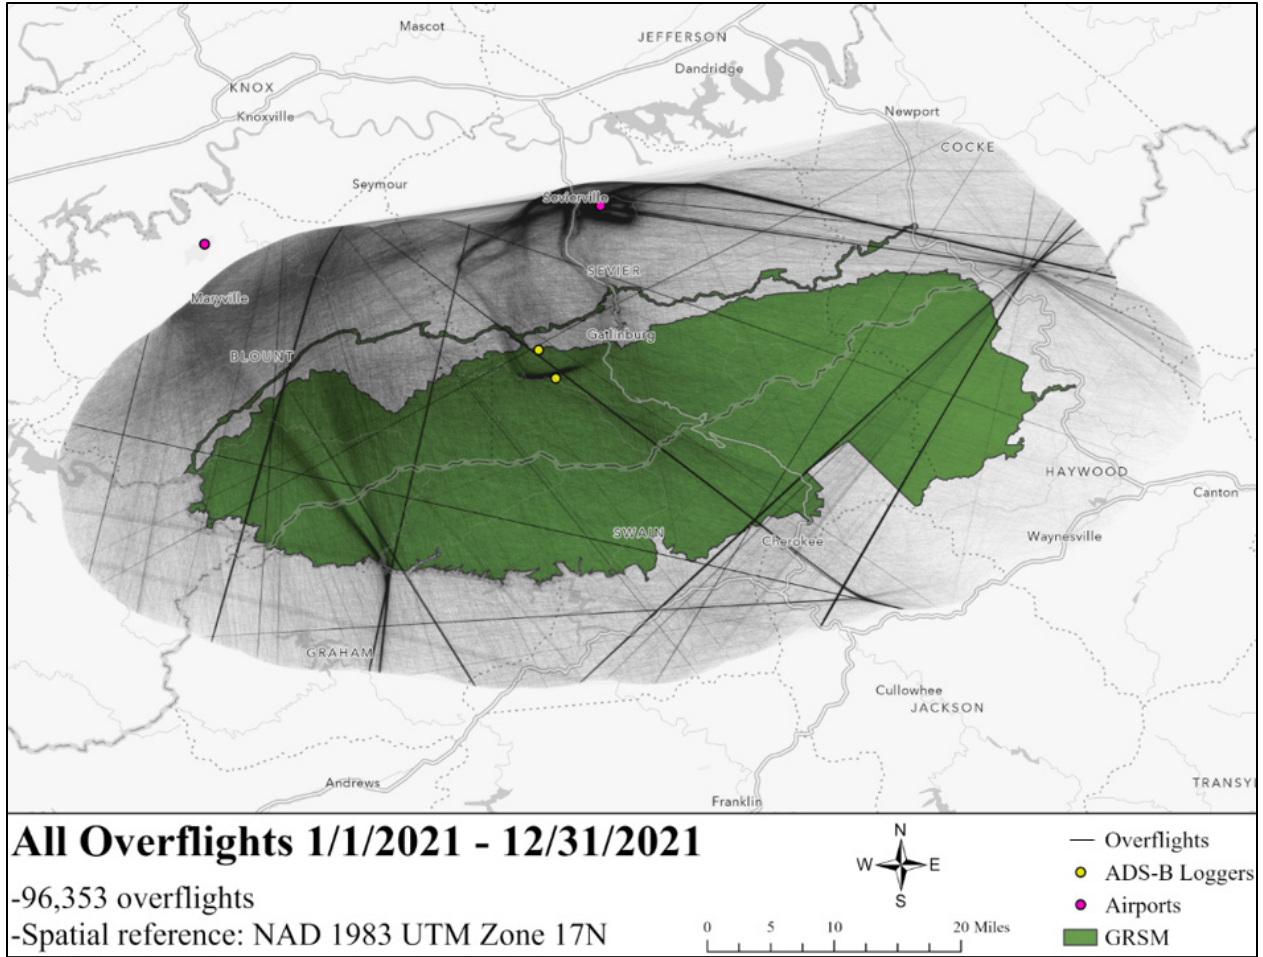 Mascot
JEFFERSON
Dandridge
KNOX
Knoxville
Newport
COCKE
Seymour
Sevierville
SEVIER
Maryville
Gatlinburg
BLOUNT
HAYWOOD
Canton
SWAIN
Cherokee
Waynesville
GRAHAM
Cullowhee
JACKSON
Andrews
Franklin
TRANSY
All Overflights 1/1/2021 - 12/31/2021
-96,353 overflights
-Spatial reference: NAD 1983 UTM Zone 17N
N
W E
S
0 5 10 20 Miles
Overflights
ADS-B Loggers
Airports
GRSM